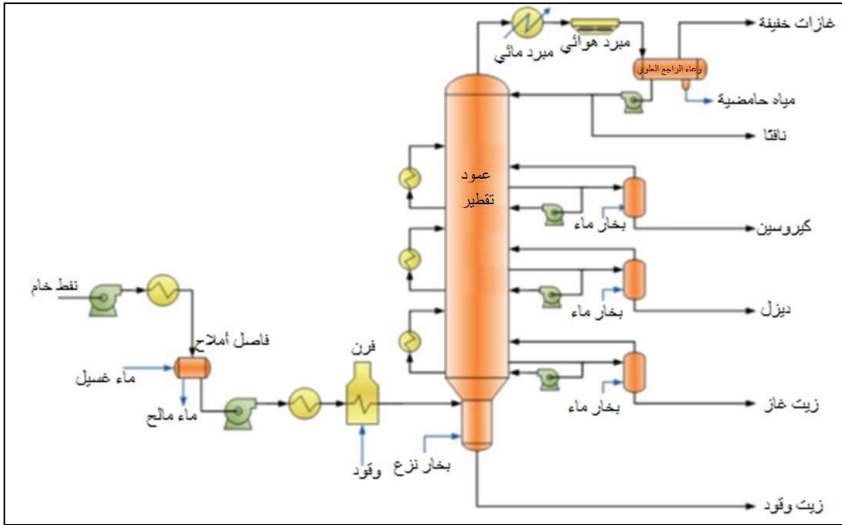 غازات خفيفة
مبرد هوائي
مبرد مائي
وعاء الراجع العلوي
مياه حامضية
نافثا
عمود
تقطير
بخار ماء
كيروسين
نفط خام
بخار ماء
ديزل
فاصل أملاح
فرن
ماء غسيل
بخار ماء
زيت غاز
ماء مالح
وقود
بخار نزع
زيت وقود